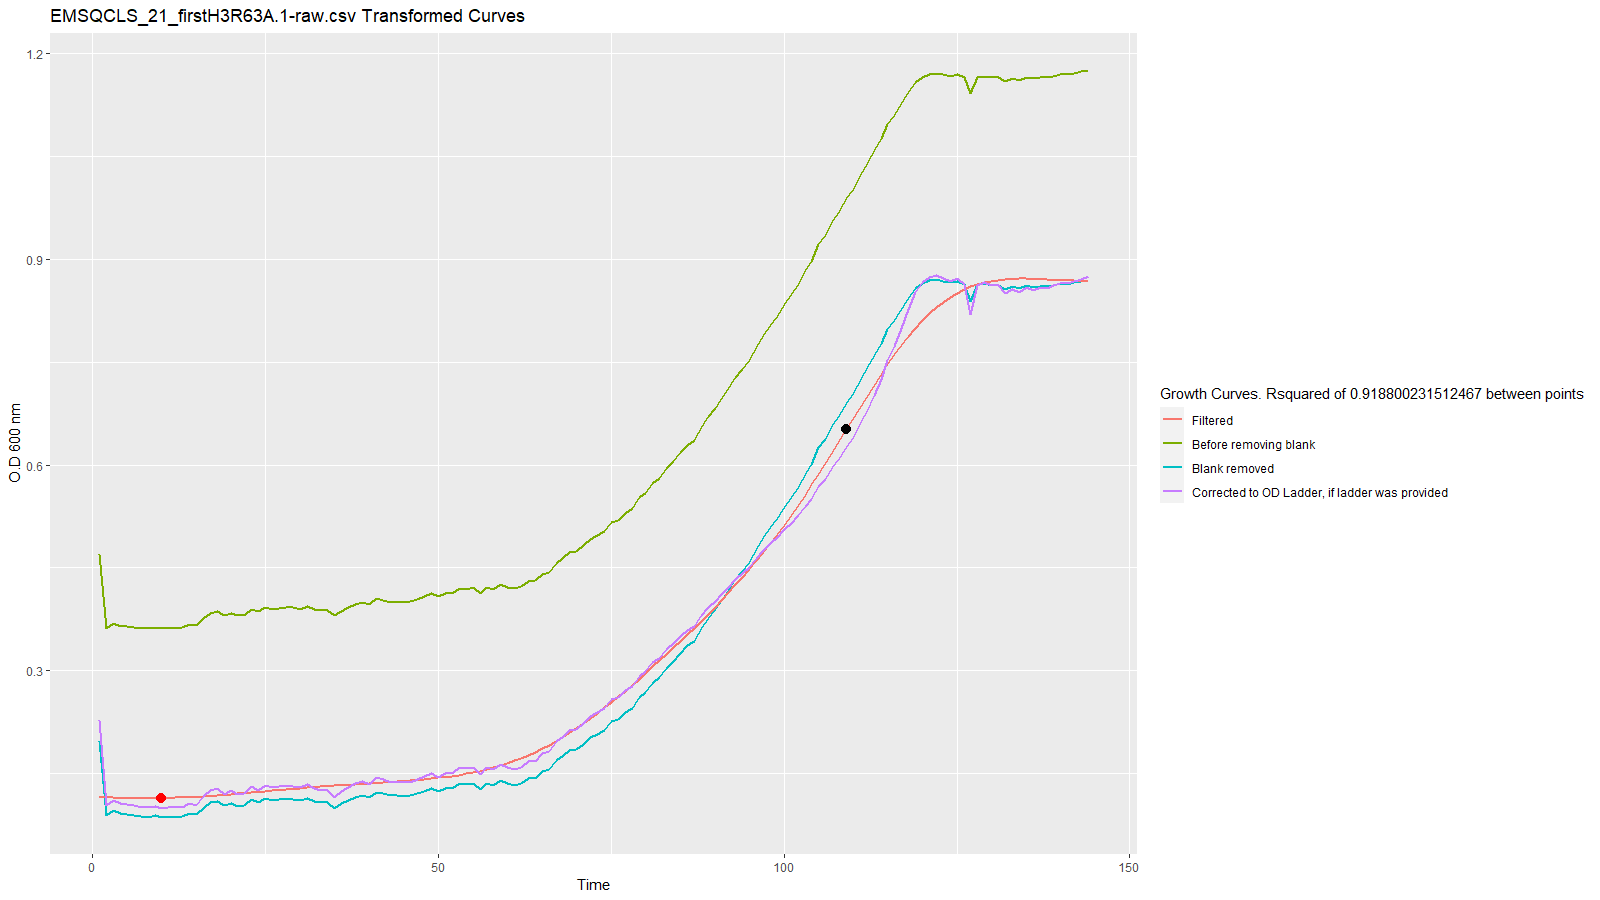 EMSQCLS_21_firstH3R63A.1-raw.csv Transformed Curves
1.2
0.9
0.6
0.3
O.D 600 nm
0
50
100
150
Time
Growth Curves. Rsquared of 0.918800231512467 between points
Filtered
Before removing blank
Blank removed
Corrected to OD Ladder, if ladder was provided